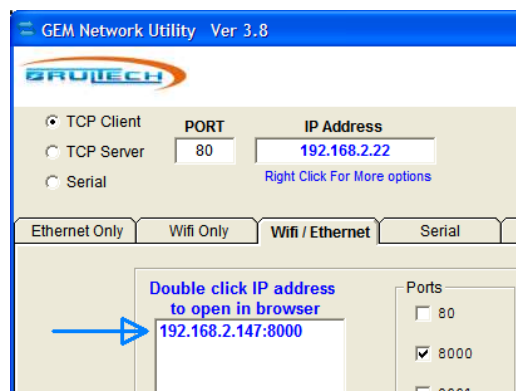 GEM Network Utility Ver 3.8
BRULTECH
TCP Client
PORT
IP Address
TCP Server
80
192.168.2.22
Serial
Right Click For More options
Ethernet Only
Wifi Only
Wifi / Ethernet
Serial
Double click IP address
to open in browser
192.168.2.147:8000
Ports
80
8000